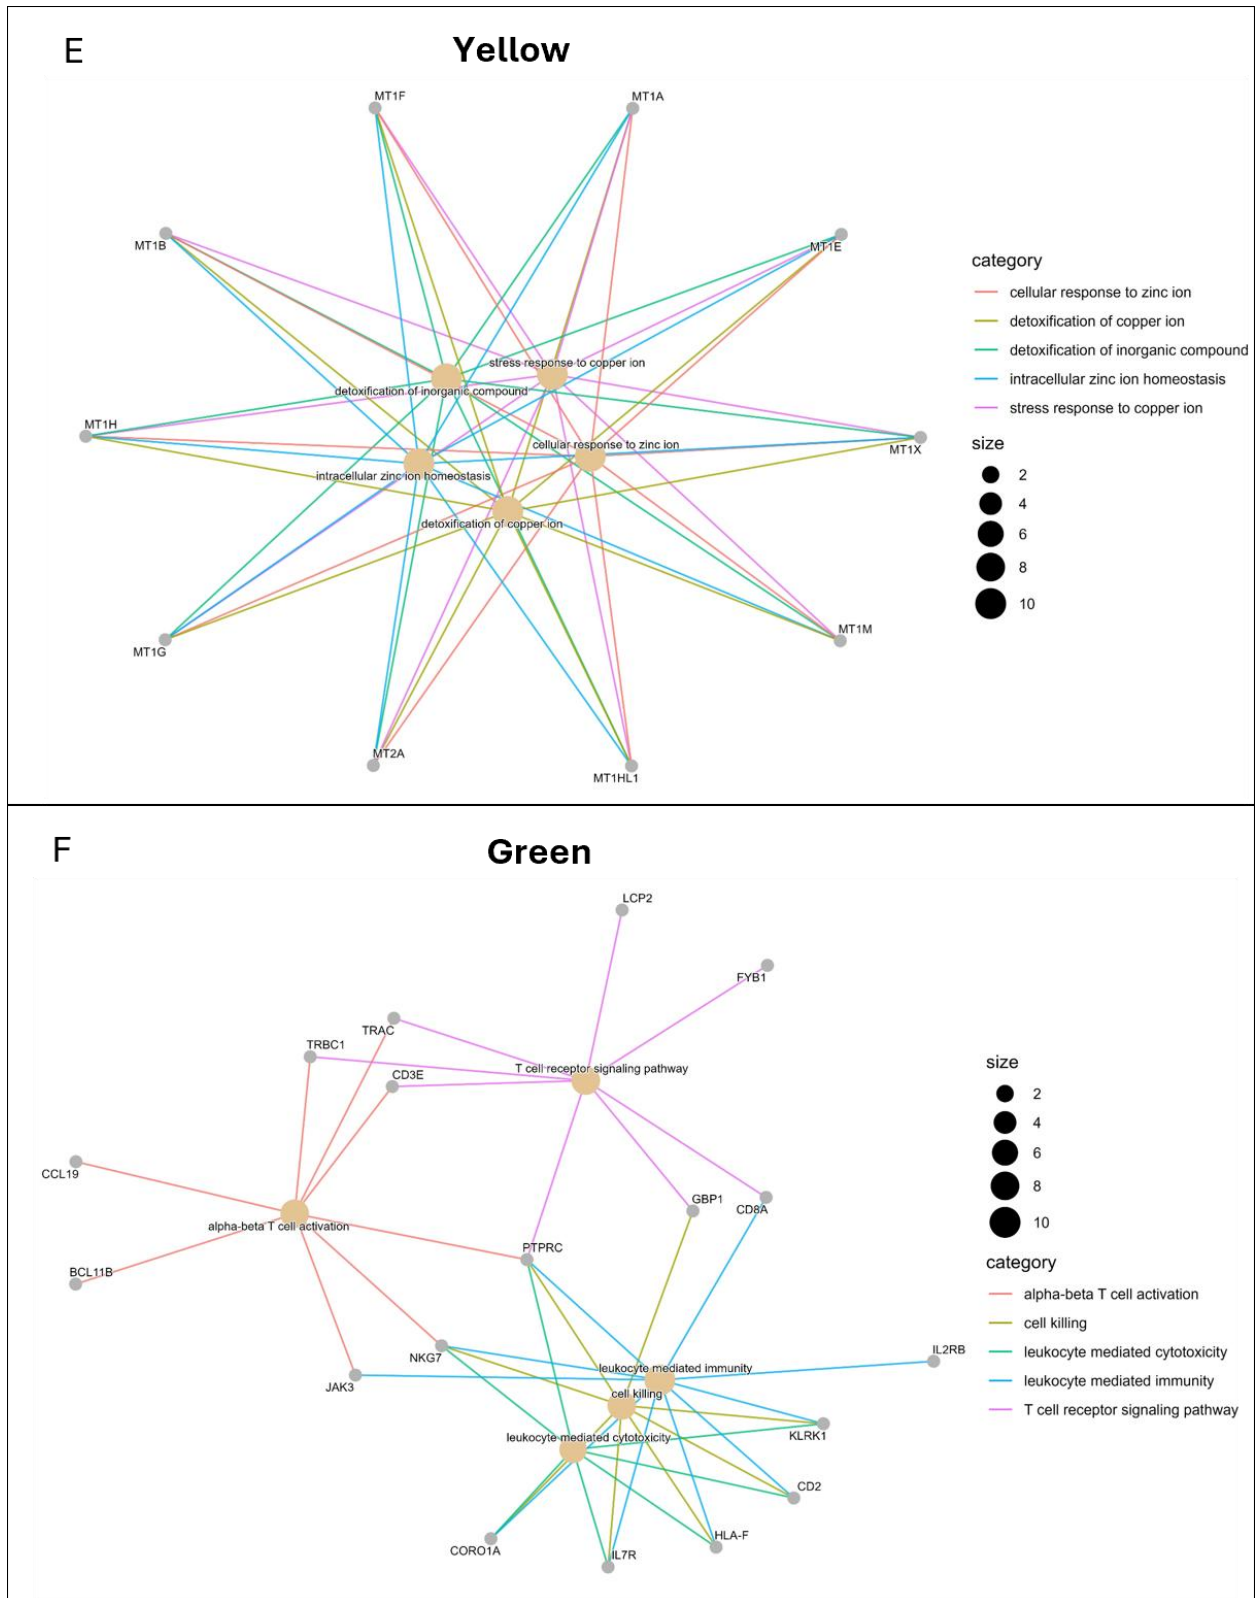 E
Yellow
MT1F
MT1A
MT1B
MT1E
category
cellular response to zinc ion
detoxification of copper ion
detoxification of inorganic compound
intracellular zinc ion homeostasis
stress response to copper ion
stress response to copper ion
detoxification of inorganic compound
MT1H
cellular response to zinc ion
MT1X
intracellular zinc ion homeostasis
detoxification of copper ion
size
2
4
6
8
10
MT1G
MT1M
MT2A
MT1HL1
F
Green
LCP2
FYB1
TRAC
TRBC1
CD3E
T cell receptor signaling pathway
CCL19
alpha-beta T cell activation
BCL11B
GBP1
CD8A
PTPRC
NKG7
JAK3
leukocyte mediated immunity
IL2RB
cell killing
leukocyte mediated cytotoxicity
KLRK1
CD2
CORO1A
IL7R
HLA-F
size
2
4
6
8
10
category
alpha-beta T cell activation
cell killing
leukocyte mediated cytotoxicity
leukocyte mediated immunity
T cell receptor signaling pathway